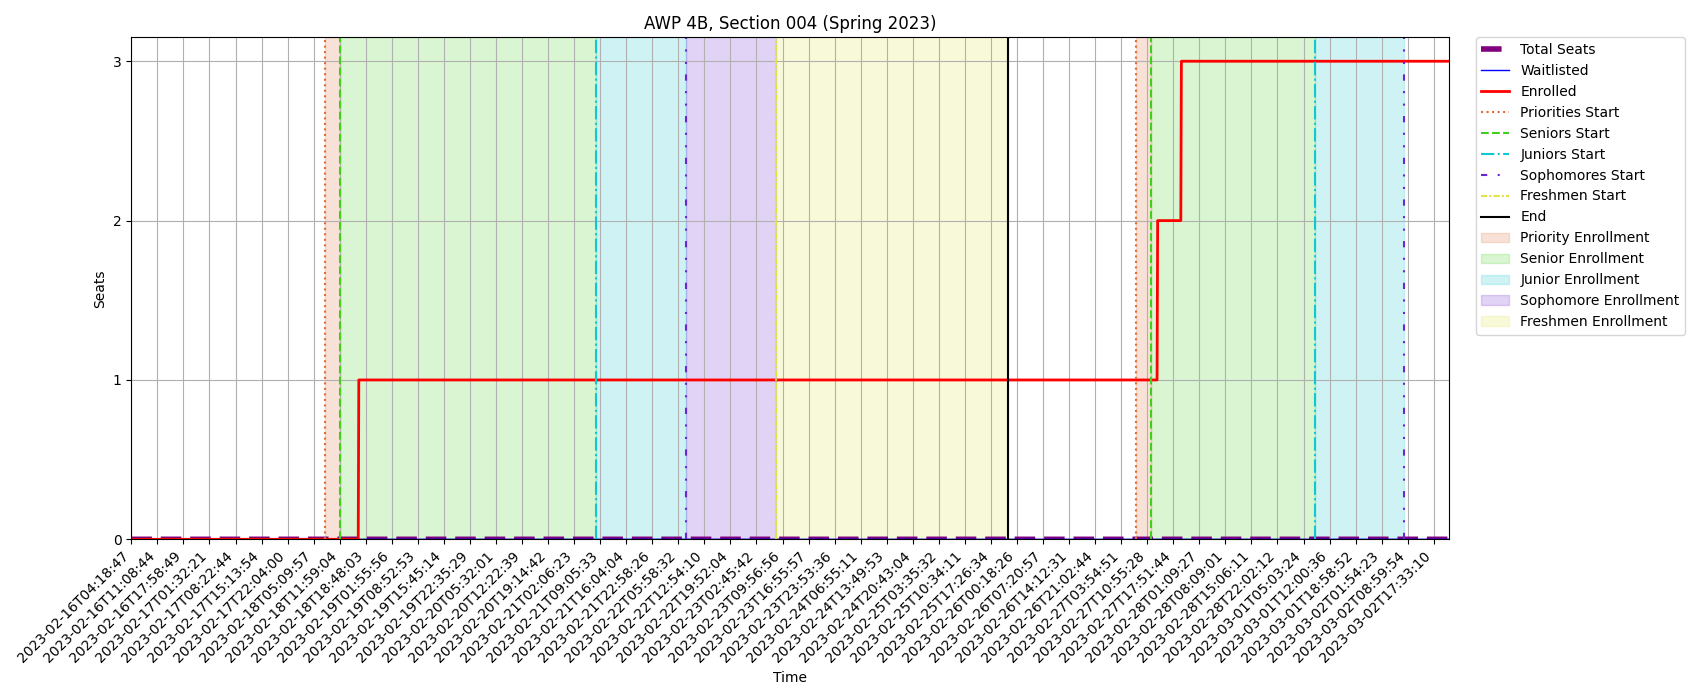 AWP 4B, Section 004 (Spring 2023)
Seats
3
2
1
0
2023-02-16T04:18:47
2023-02-16T11:08:44
2023-02-16T17:58:49
2023-02-17T01:32:21
2023-02-17T08:22:44
2023-02-17T15:13:54
2023-02-17T22:04:00
2023-02-18T05:09:57
2023-02-18T11:59:04
2023-02-18T18:48:03
2023-02-19T01:55:56
2023-02-19T08:52:53
2023-02-19T15:45:14
2023-02-19T22:35:29
2023-02-20T05:32:01
2023-02-20T12:22:39
2023-02-20T19:14:42
2023-02-21T02:06:23
2023-02-21T09:05:33
2023-02-21T16:04:04
2023-02-21T22:58:26
2023-02-22T05:58:32
2023-02-22T12:54:10
2023-02-22T19:52:04
2023-02-23T02:45:42
2023-02-23T09:56:56
2023-02-23T16:55:57
2023-02-23T23:53:36
2023-02-24T06:55:11
2023-02-24T13:49:53
2023-02-24T20:43:04
2023-02-25T03:35:32
2023-02-25T10:34:11
2023-02-25T17:26:34
2023-02-26T00:18:26
2023-02-26T07:20:57
2023-02-26T14:12:31
2023-02-26T21:02:44
2023-02-27T03:54:51
2023-02-27T10:55:28
2023-02-27T17:51:44
2023-02-28T01:09:27
2023-02-28T08:09:01
2023-02-28T15:06:11
2023-02-28T22:02:12
2023-03-01T05:03:24
2023-03-01T12:00:36
2023-03-01T18:58:52
2023-03-02T01:54:23
2023-03-02T08:59:54
2023-03-02T17:33:10
Time
Total Seats
Waitlisted
Enrolled
Priorities Start
Seniors Start
Juniors Start
Sophomores Start
Freshmen Start
End
Priority Enrollment
Senior Enrollment
Junior Enrollment
Sophomore Enrollment
Freshmen Enrollment